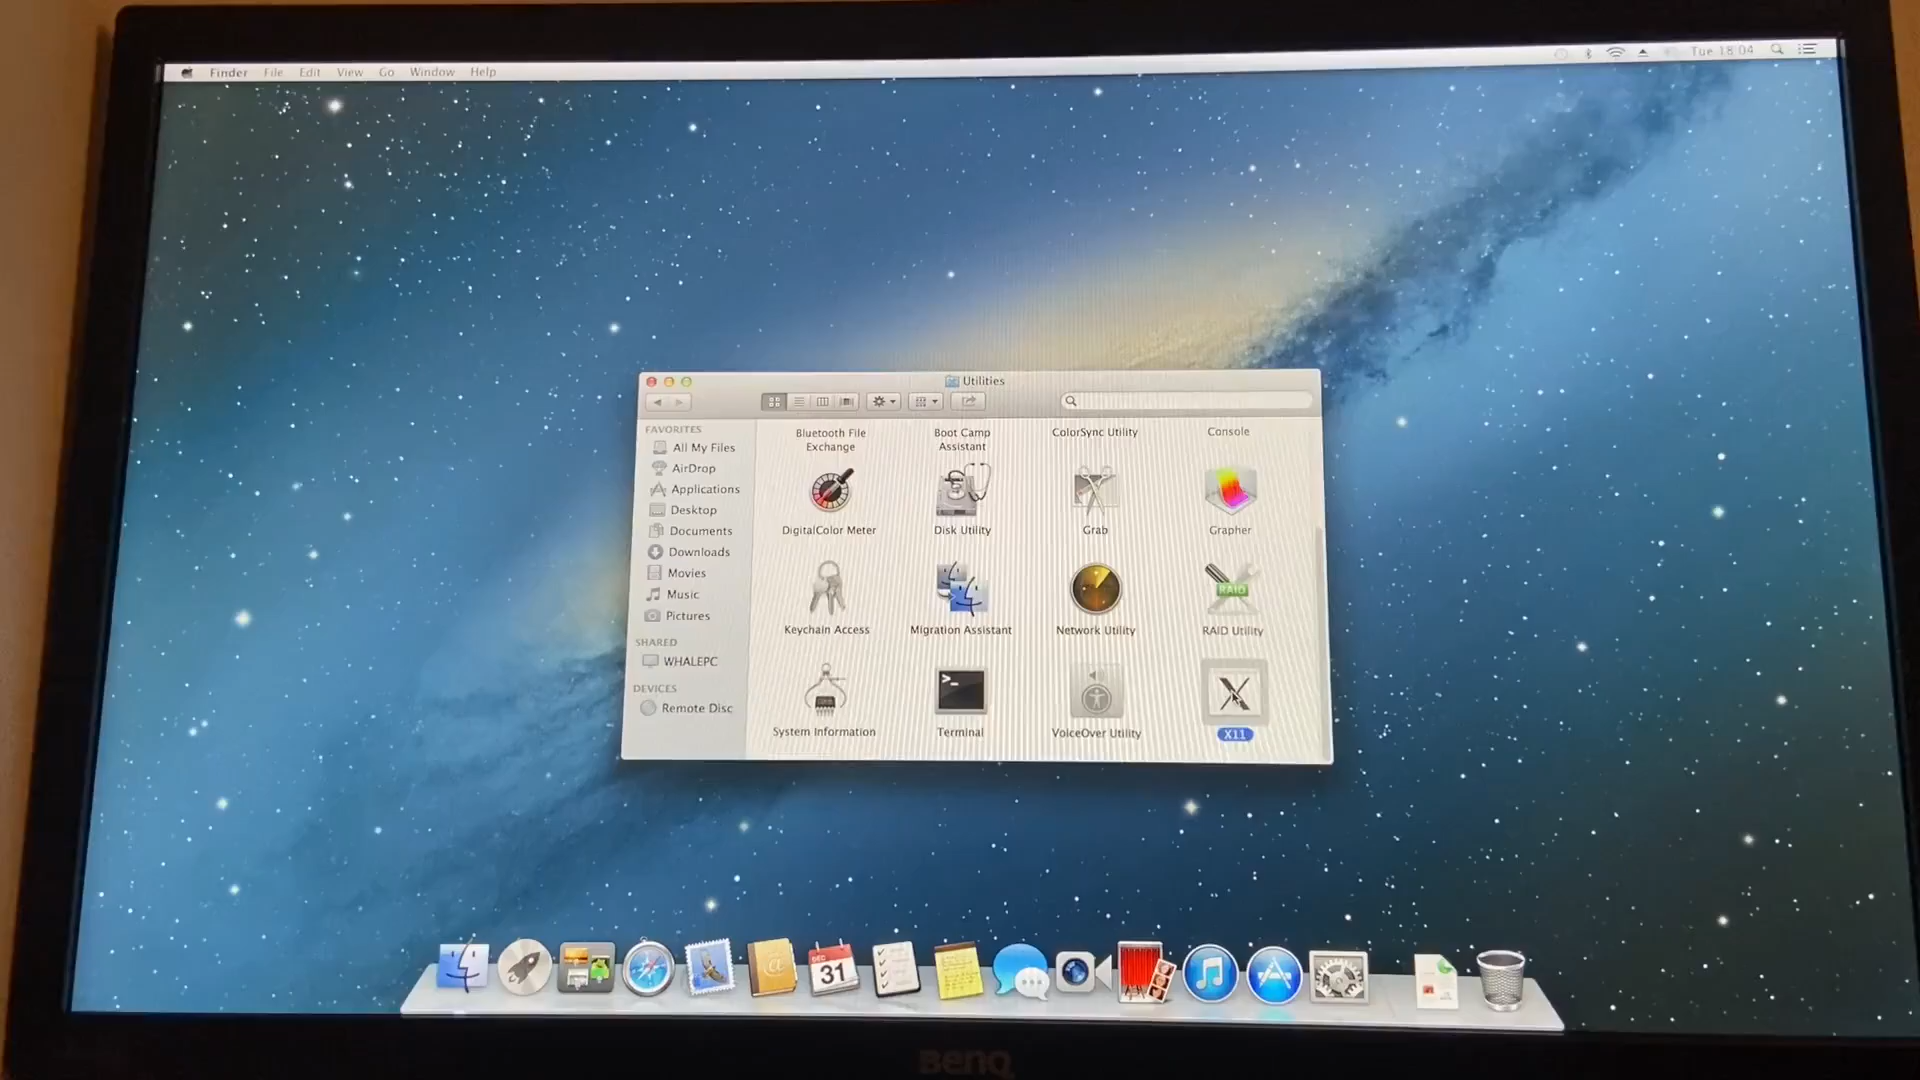 Finder File Edit View Go Window Help
Tue 18:04
Utilities
FAVORITES
All My Files
AirDrop
Applications
Desktop
Documents
Downloads
Movies
Music
Pictures
SHARED
WHALEPC
DEVICES
Remote Disc
Bluetooth File Exchange
Boot Camp Assistant
ColorSync Utility
Console
DigitalColor Meter
Disk Utility
Grab
Grapher
Keychain Access
Migration Assistant
Network Utility
RAID
RAID Utility
System Information
>_
Terminal
VoiceOver Utility
X11
@
DEC
31
BenQ